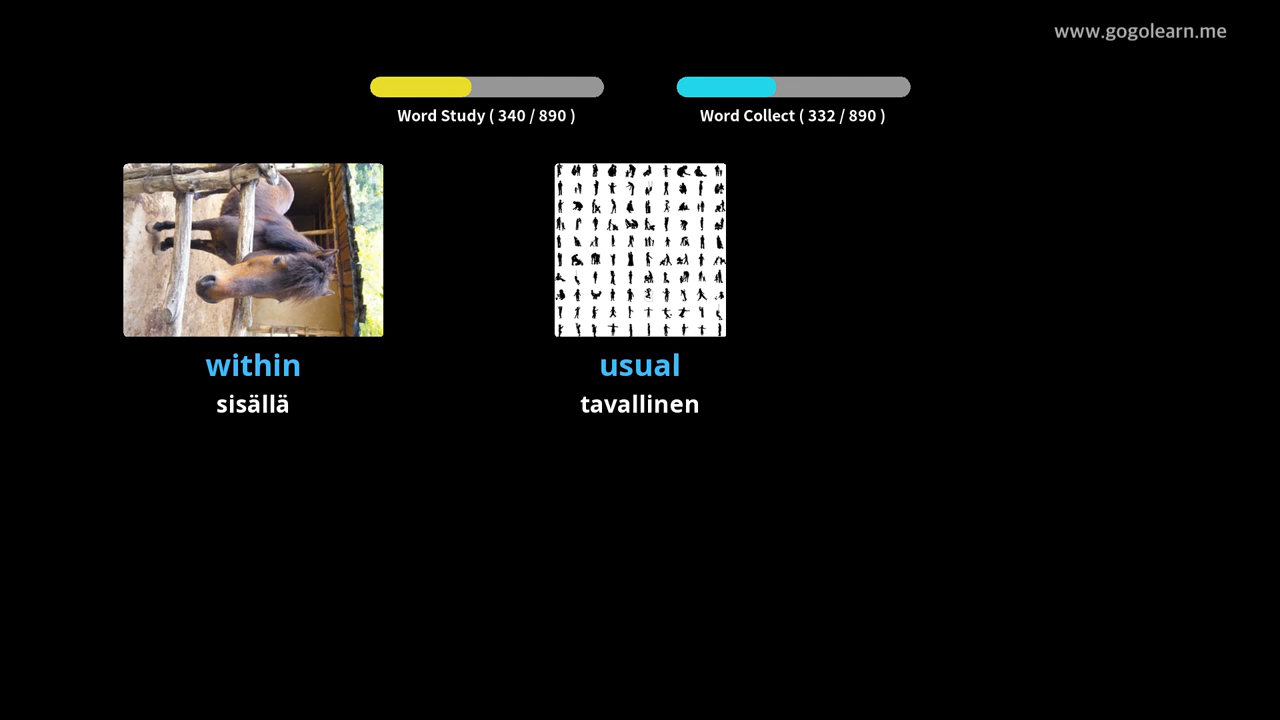 www.gogolearn.me
Word Study ( 340 / 890 )
Word Collect ( 332 / 890 )
within
sisällä
usual
tavallinen